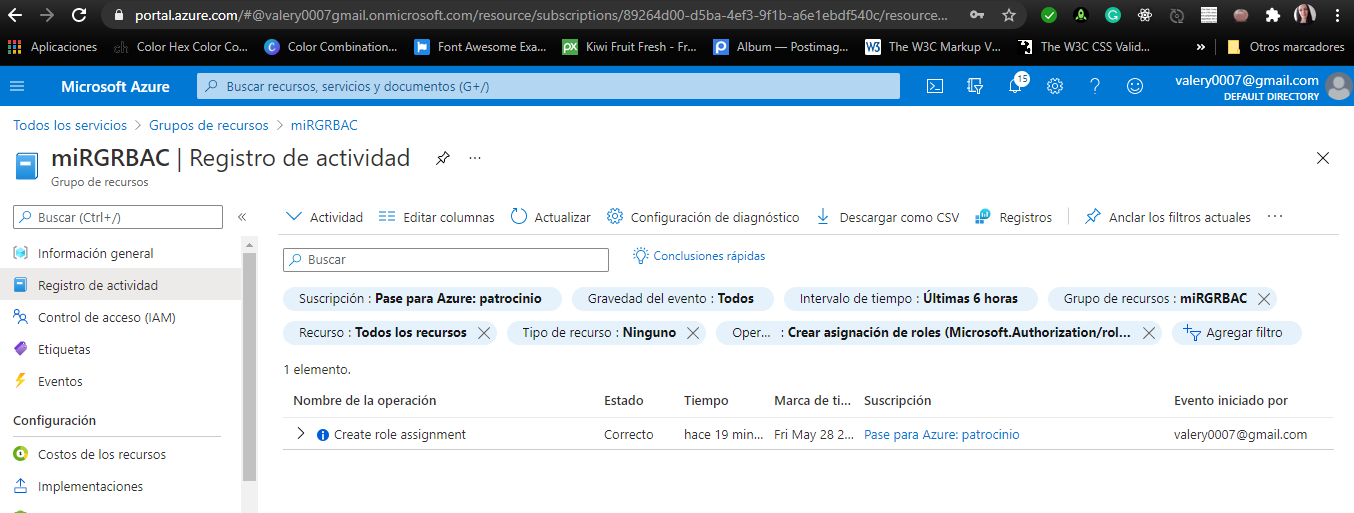 portal.azure.com/#@valery0007gmail.onmicrosoft.com/resource/subscriptions/89264d00-d5ba-4ef3-9f1b-a6e1ebdf540c/resource...
Aplicaciones ch Color Hex Color Co... C Color Combination... Font Awesome Exa... PX Kiwi Fruit Fresh - Fr... P Album — Postimag... W3 The W3C Markup V... The W3C CSS Valid... » Otros marcadores
Microsoft Azure Buscar recursos, servicios y documentos (G+/) 15 valery0007@gmail.com
DEFAULT DIRECTORY
Todos los servicios > Grupos de recursos > miRGRBAC
miRGRBAC | Registro de actividad ...
Grupo de recursos
Buscar (Ctrl+/) «
Información general
Registro de actividad
Control de acceso (IAM)
Etiquetas
Eventos
Configuración
Costos de los recursos
Implementaciones
Actividad Editar columnas Actualizar Configuración de diagnóstico Descargar como CSV Registros Anclar los filtros actuales ...
Buscar Conclusiones rápidas
Suscripción : Pase para Azure: patrocinio Gravedad del evento : Todos Intervalo de tiempo : Últimas 6 horas Grupo de recursos : miRGRBAC
Recurso : Todos los recursos Tipo de recurso : Ninguno Oper... : Crear asignación de roles (Microsoft.Authorization/rol... Agregar filtro
1 elemento.
Nombre de la operación Estado Tiempo Marca de ti... Suscripción Evento iniciado por
Create role assignment Correcto hace 19 min... Fri May 28 2... Pase para Azure: patrocinio valery0007@gmail.com